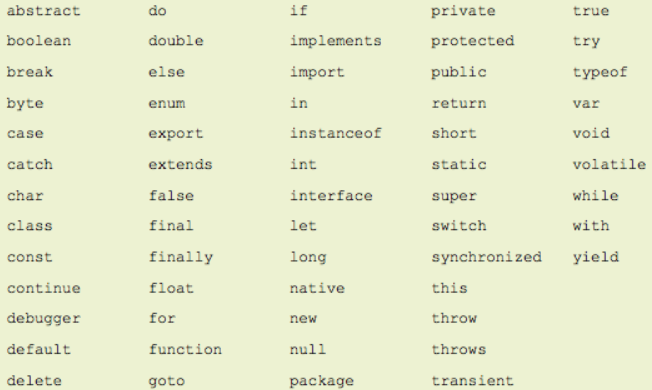 abstract do if private true
boolean double implements protected try
break else import public typeof
byte enum in return var
case export instanceof short void
catch extends int static volatile
char false interface super while
class final let switch with
const finally long synchronized yield
continue float native this
debugger for new throw
default function null throws
delete goto package transient